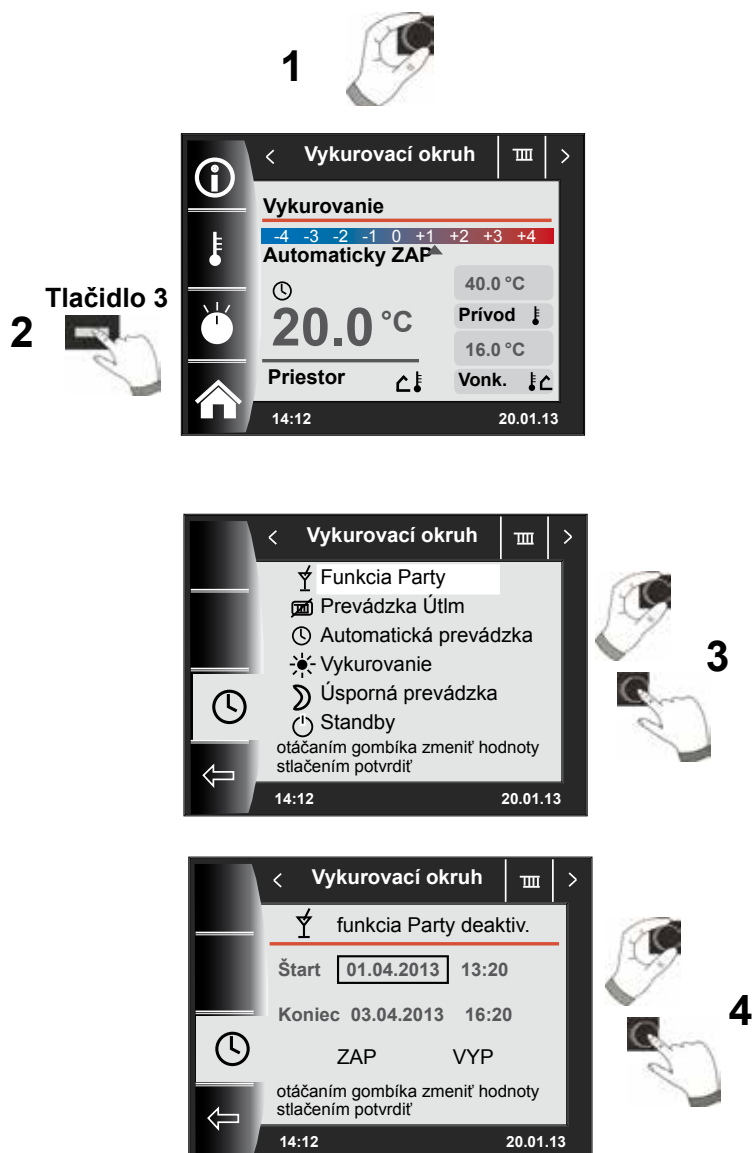 1
< Vykurovací okruh >
Vykurovanie
-4 -3 -2 -1 0 +1 +2 +3 +4
Automaticky ZAP
40.0 °C
Tlačidlo 3
2
20.0 °C
Prívod
16.0 °C
Priestor
Vonk.
14:12 20.01.13
< Vykurovací okruh >
Funkcia Party
Prevádzka Útlm
Automatická prevádzka
Vykurovanie
Úsporná prevádzka
Standby
otáčaním gombíka zmeniť hodnoty
stlačením potvrdiť
14:12 20.01.13
3
< Vykurovací okruh >
funkcia Party deaktiv.
Štart 01.04.2013 13:20
Koniec 03.04.2013 16:20
ZAP VYP
otáčaním gombíka zmeniť hodnoty
stlačením potvrdiť
14:12 20.01.13
4